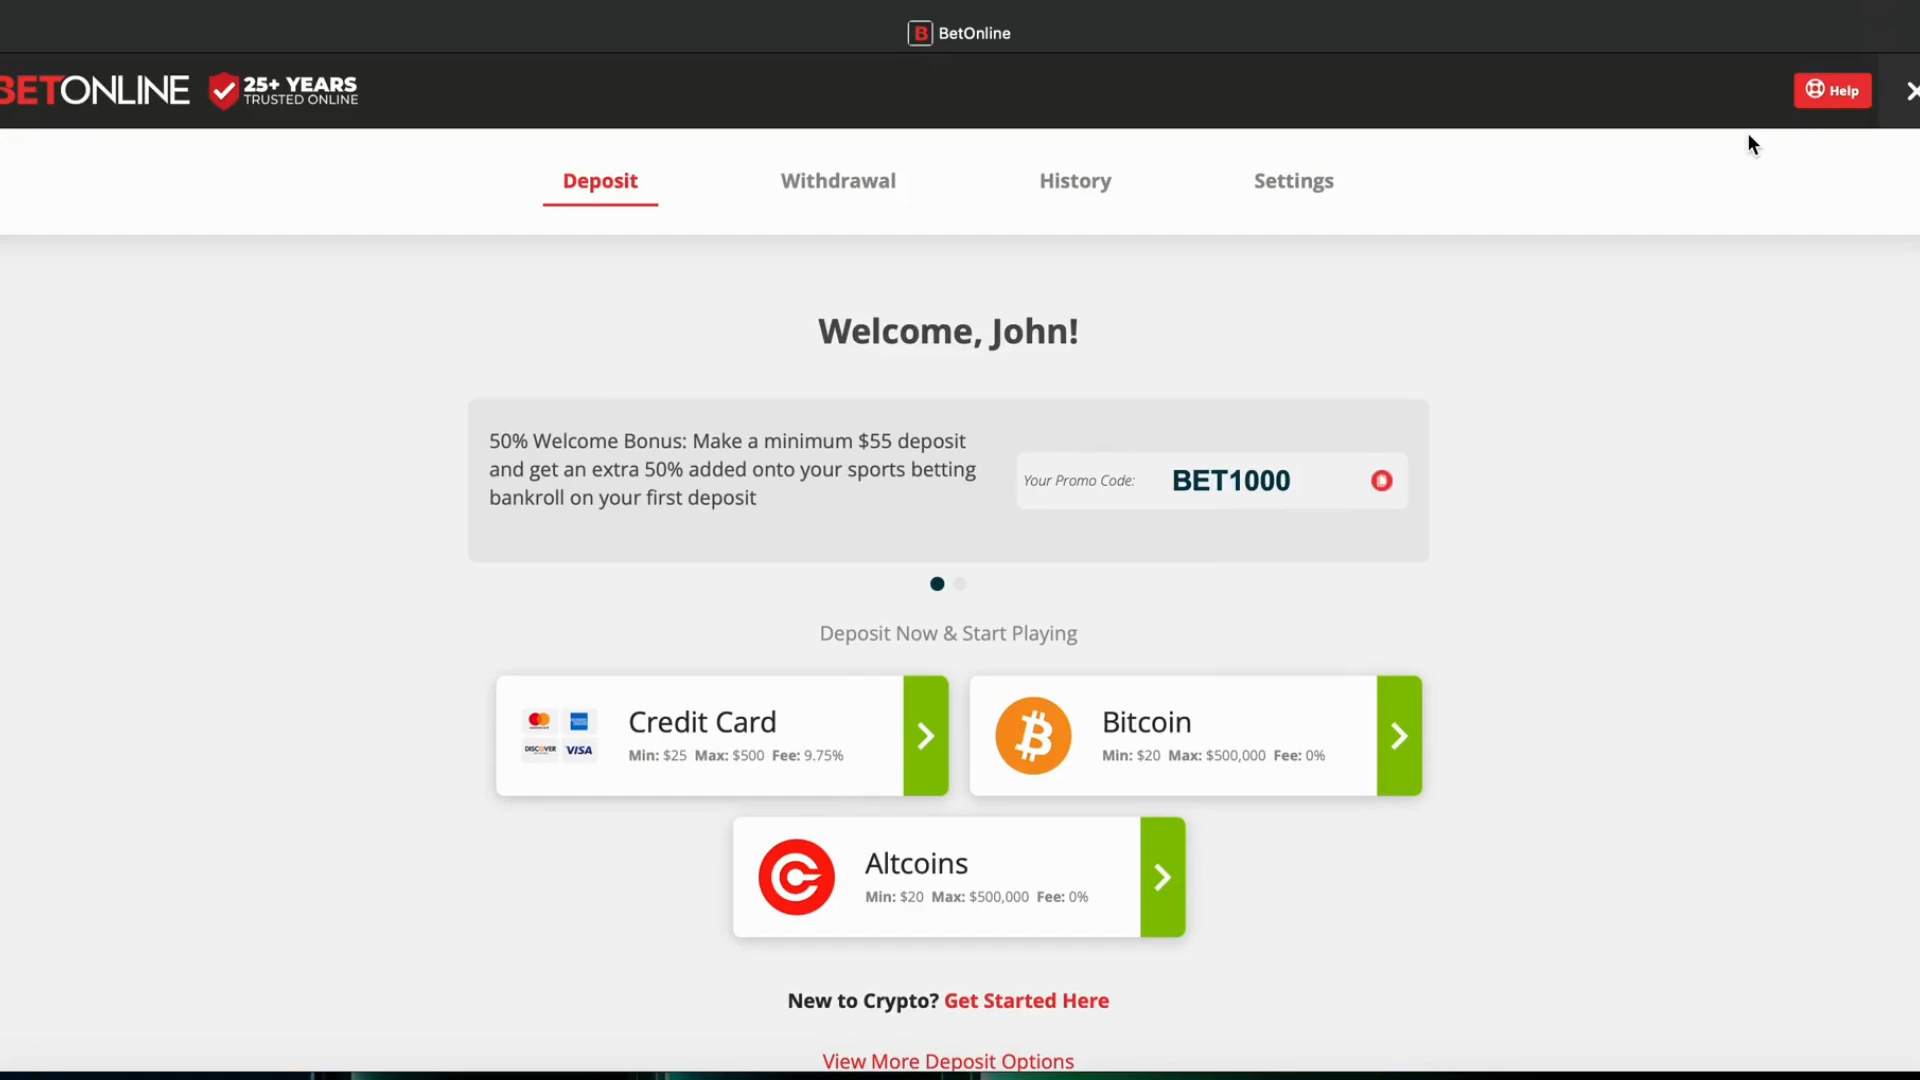 B BetOnline
BETONLINE
25+ YEARS
TRUSTED ONLINE
Help
Deposit
Withdrawal
History
Settings
Welcome, John!
50% Welcome Bonus: Make a minimum $55 deposit
and get an extra 50% added onto your sports betting
bankroll on your first deposit
Your Promo Code:
BET1000
Deposit Now & Start Playing
DISCOVER
VISA
Credit Card
Min: $25 Max: $500 Fee: 9.75%
Bitcoin
Min: $20 Max: $500,000 Fee: 0%
Altcoins
Min: $20 Max: $500,000 Fee: 0%
New to Crypto? Get Started Here
View More Deposit Options